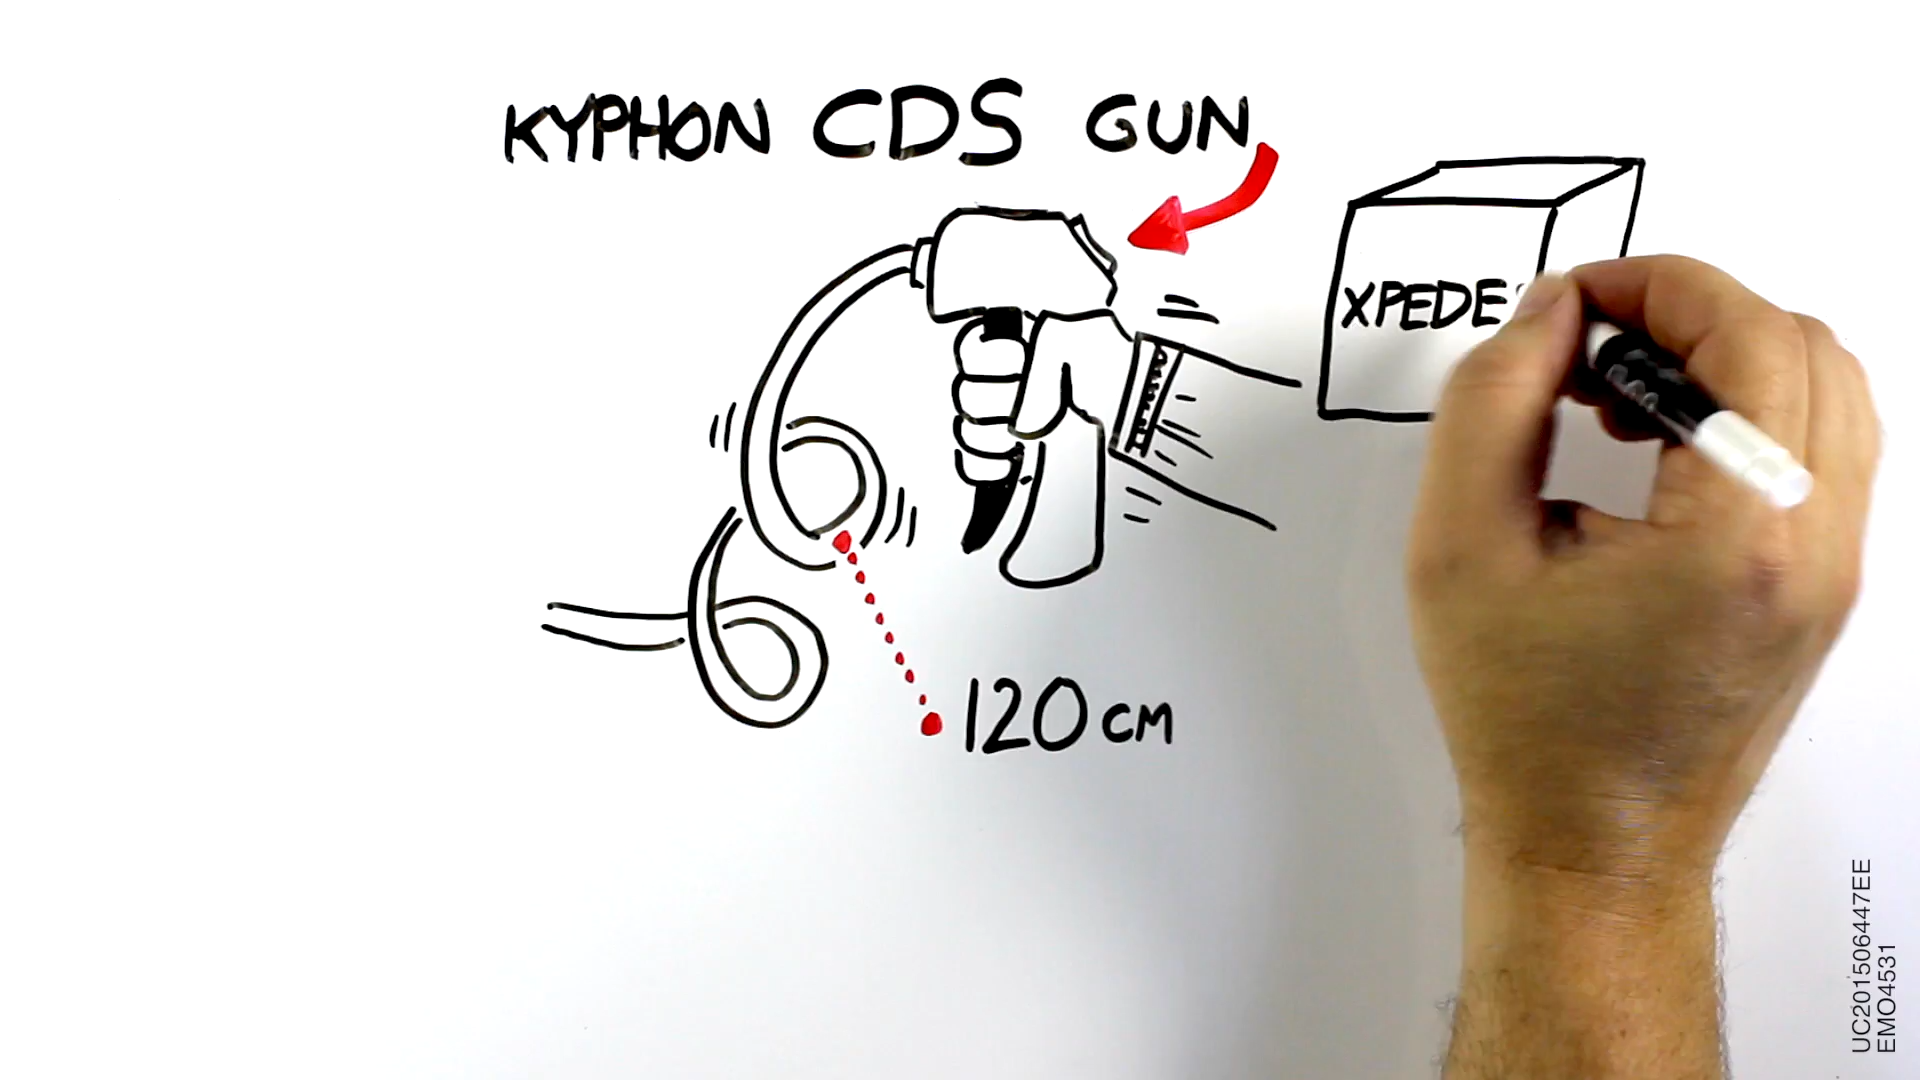 KYPHON CDS GUN
XPEDE
120 CM
UC201506447EE
EMO4531